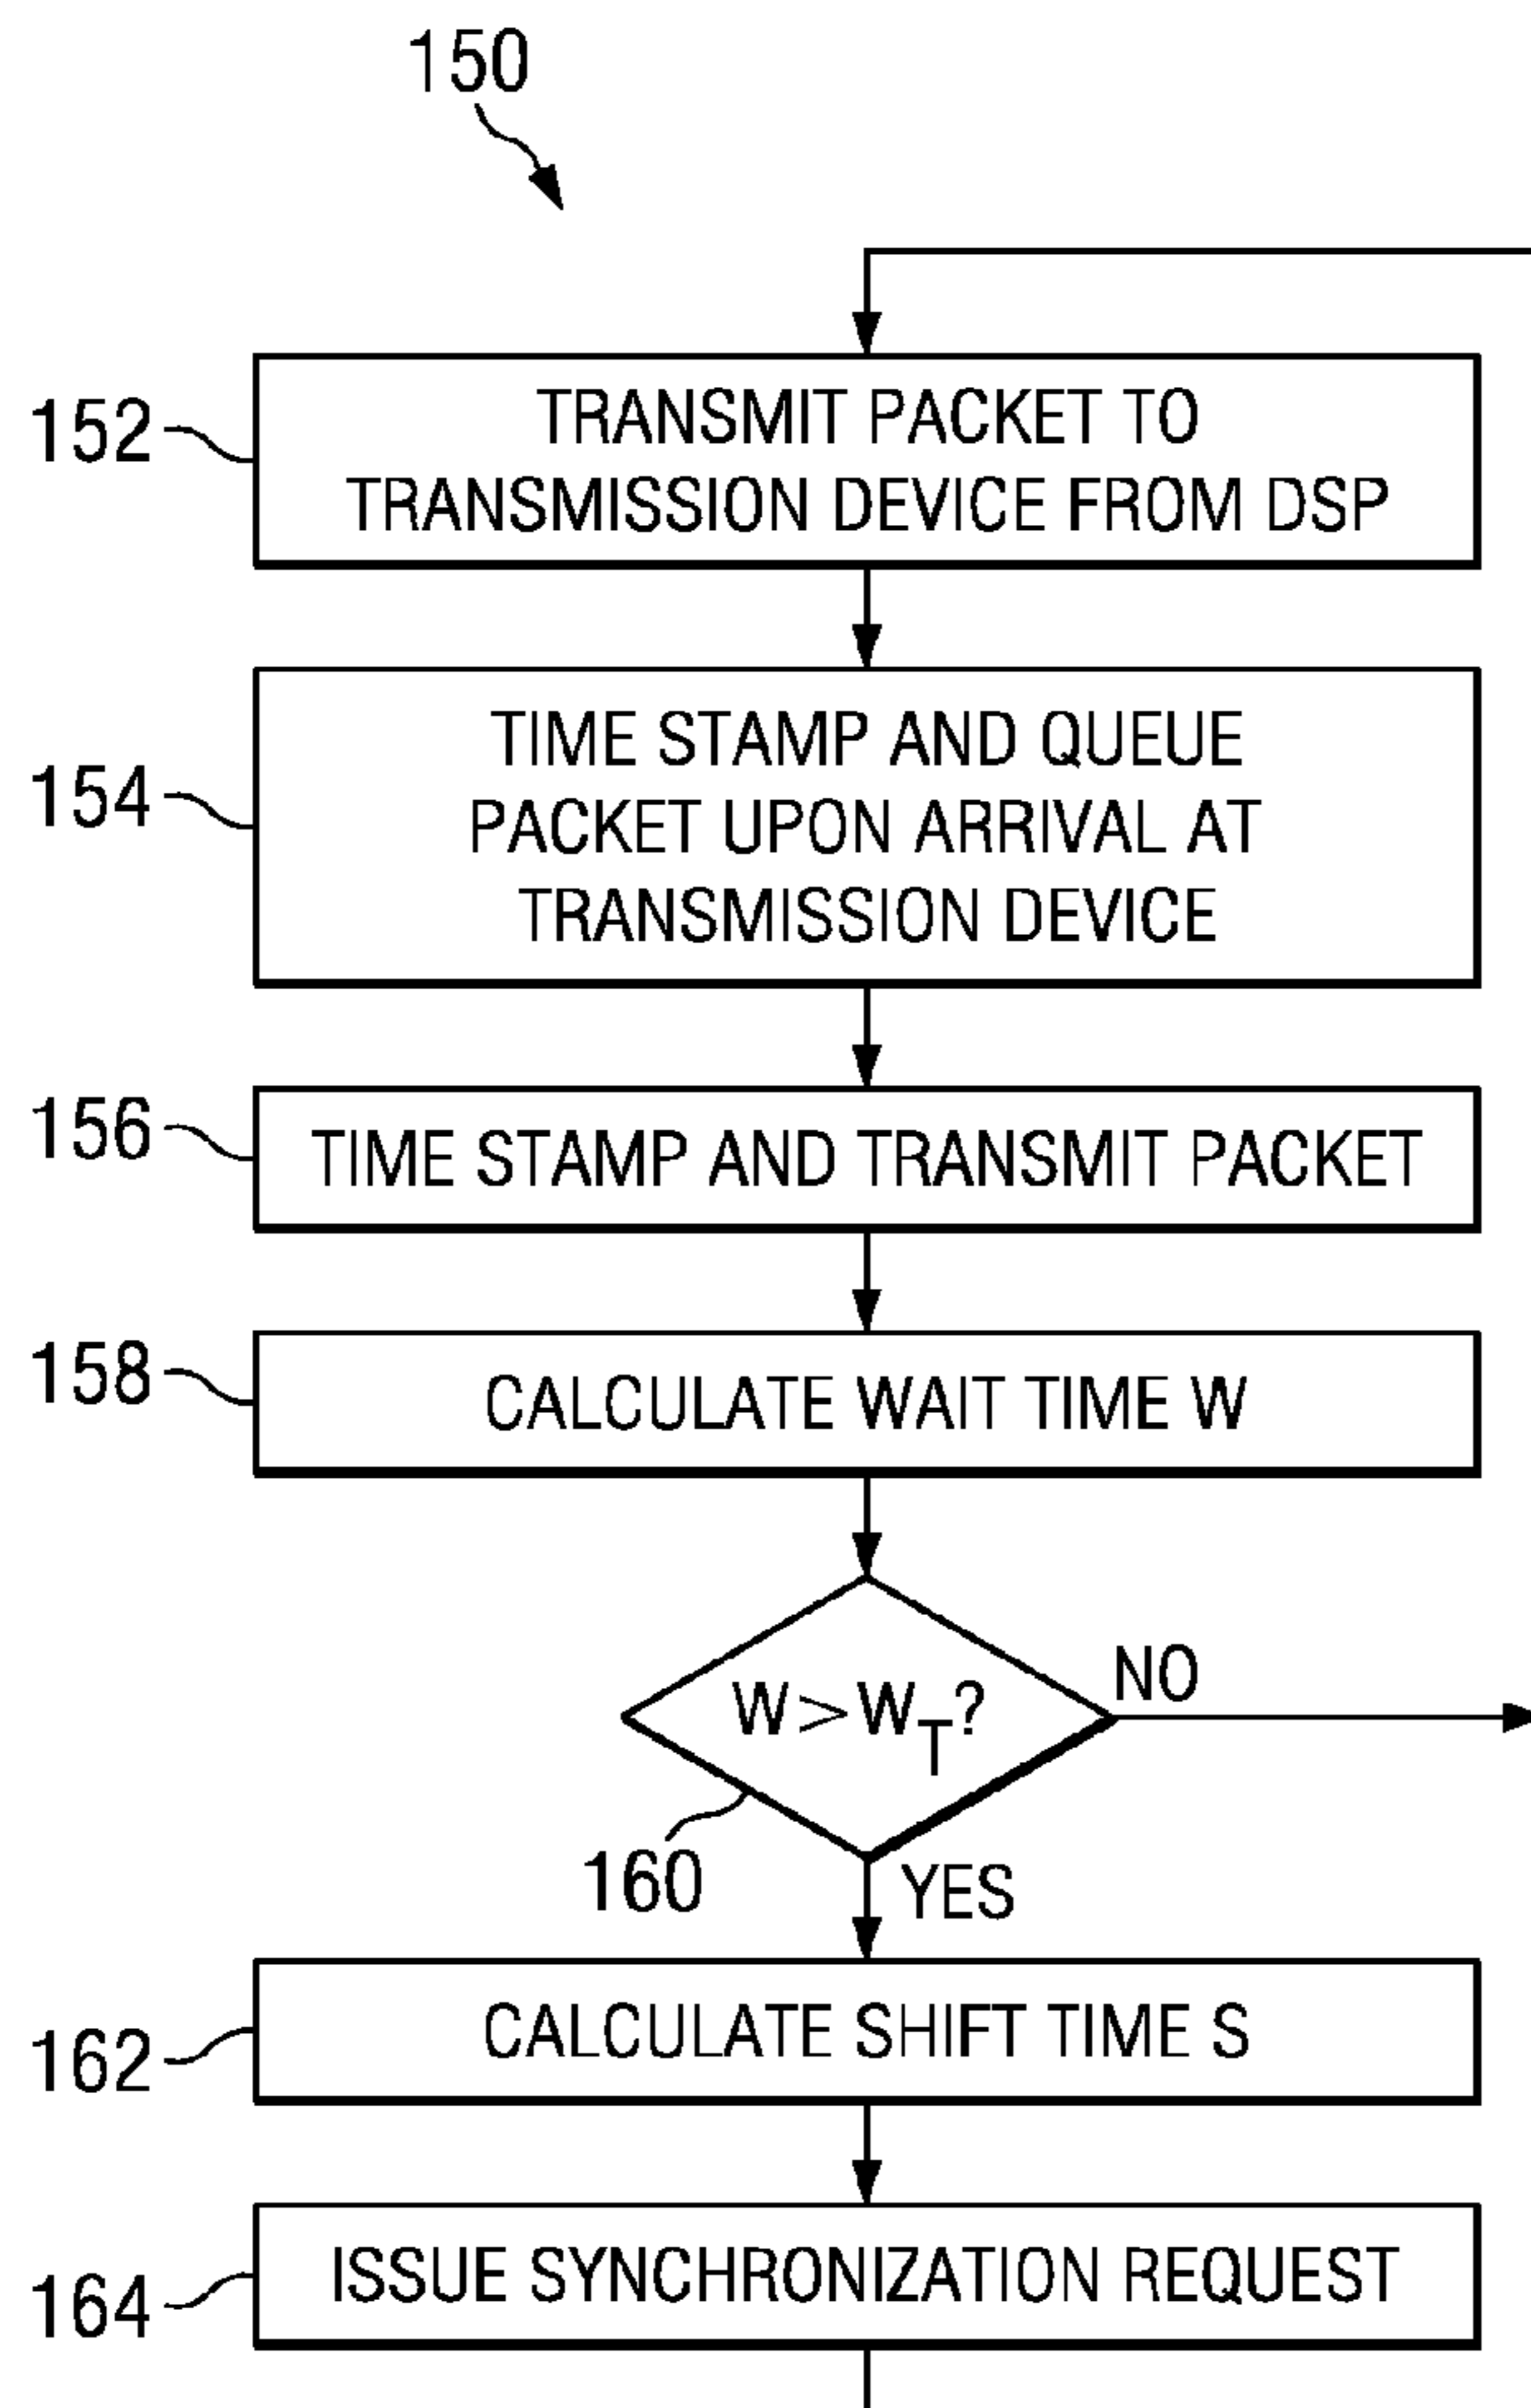 150
152
TRANSMIT PACKET TO
TRANSMISSION DEVICE FROM DSP
154
TIME STAMP AND QUEUE
PACKET UPON ARRIVAL AT
TRANSMISSION DEVICE
156
TIME STAMP AND TRANSMIT PACKET
158
CALCULATE WAIT TIME W
W>WT?
NO
160
YES
162
CALCULATE SHIFT TIME S
164
ISSUE SYNCHRONIZATION REQUEST